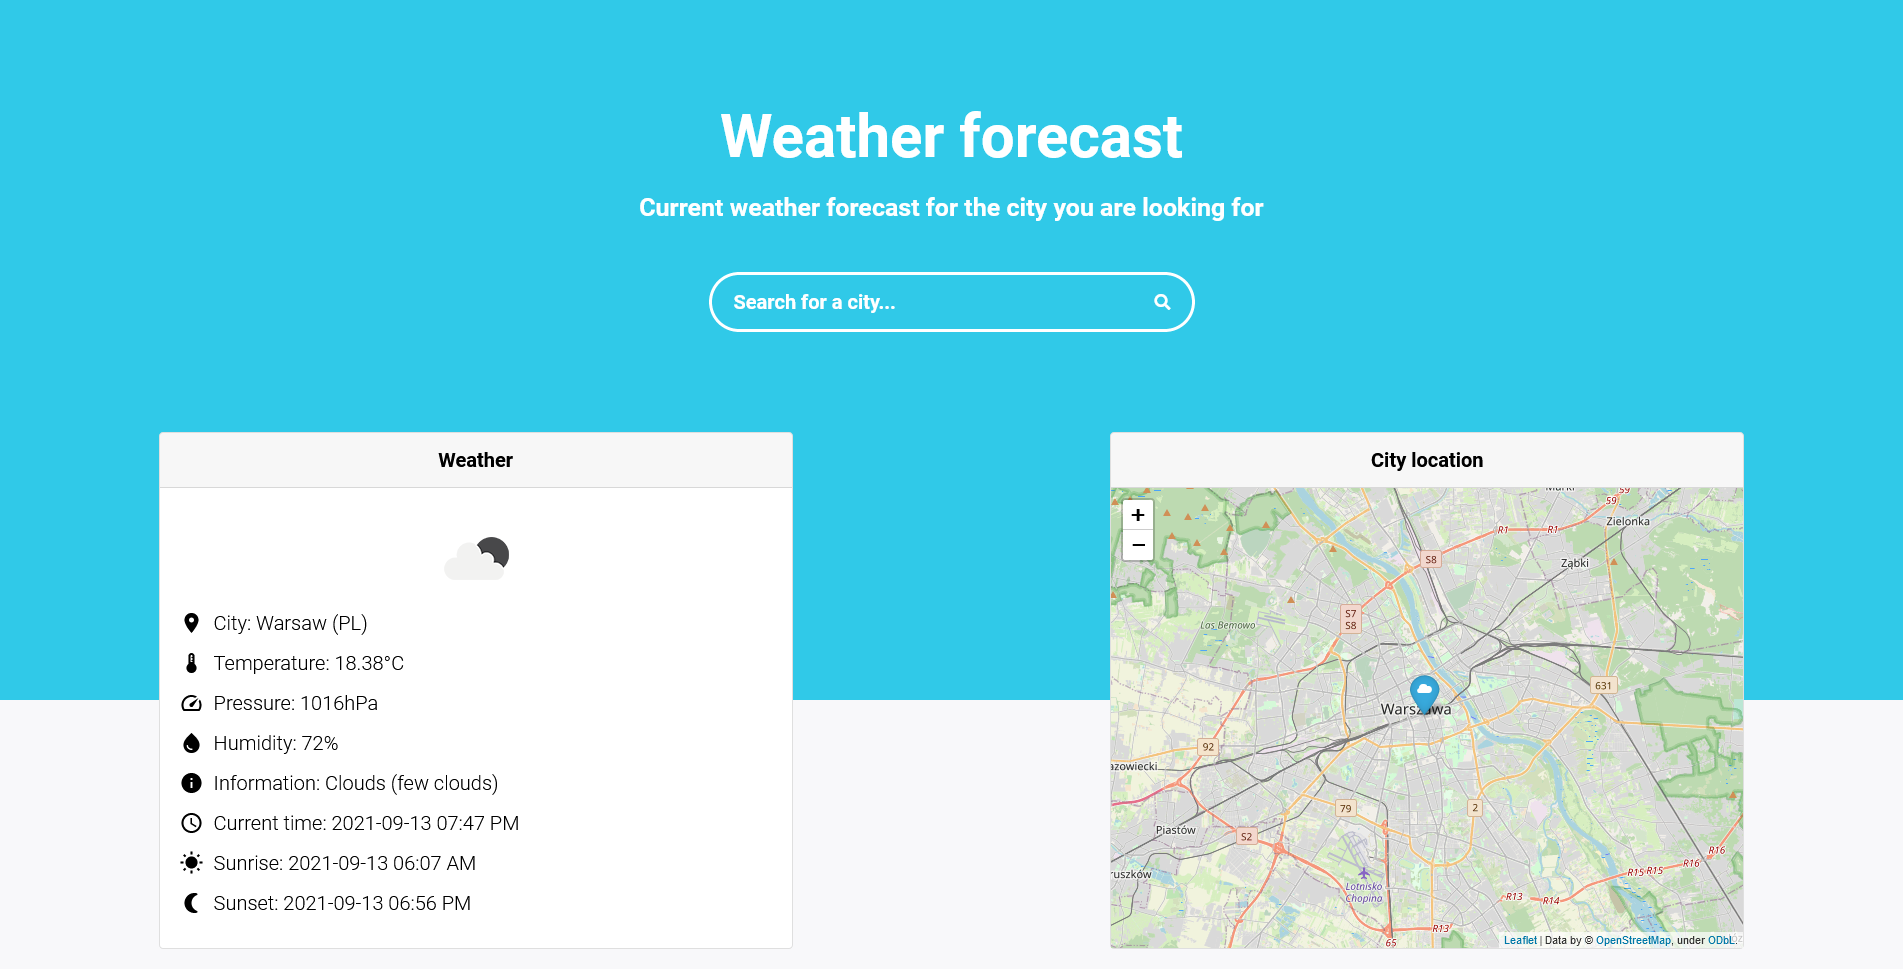 Weather forecast
Current weather forecast for the city you are looking for
Search for a city...
Weather
City: Warsaw (PL)
Temperature: 18.38°C
Pressure: 1016hPa
Humidity: 72%
Information: Clouds (few clouds)
Current time: 2021-09-13 07:47 PM
Sunrise: 2021-09-13 06:07 AM
Sunset: 2021-09-13 06:56 PM
City location
+
−
S9
S9
Zielonka
R1
R1
S8
Ząbki
S7
S8
Las Bemowo
631
Warszawa
92
azowiecki
79
2
Piastów
S2
R16
R16
R15
R15
ruszków
Lotnisko
Chopina
R13
R14
R13
65
Leaflet | Data by © OpenStreetMap, under ODbL.